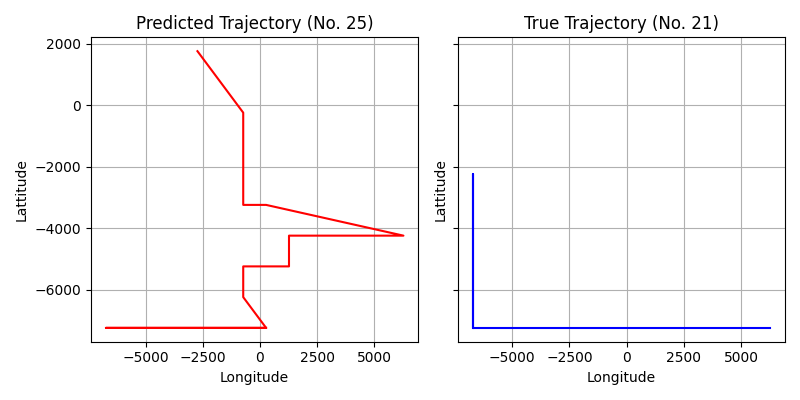 Predicted Trajectory (No. 25)
True Trajectory (No. 21)
2000
0
−2000
−4000
−6000
Lattitude
Lattitude
−5000 −2500 0 2500 5000
−5000 −2500 0 2500 5000
Longitude
Longitude